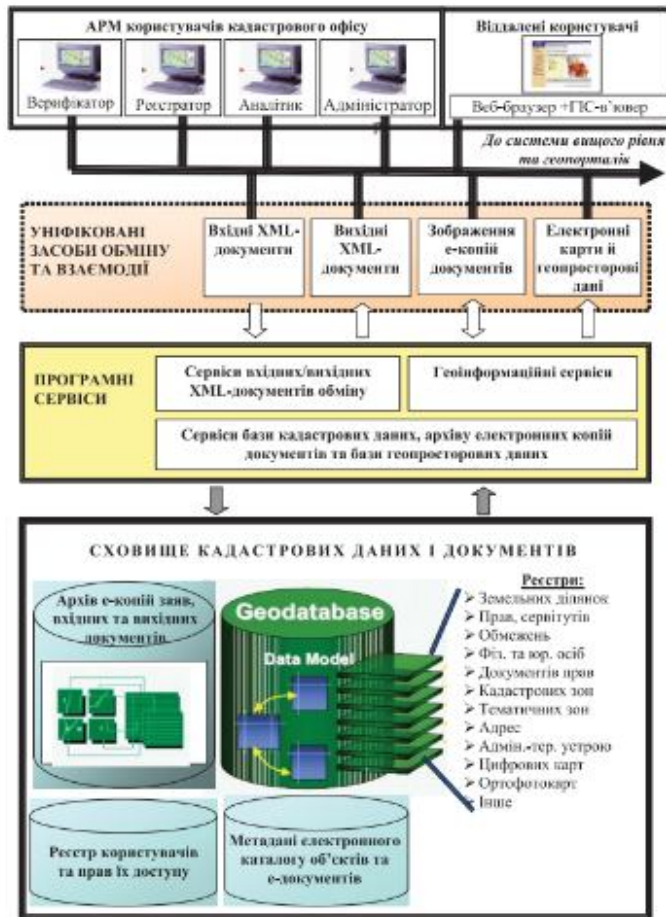 АРМ користувачів кадастрового офісу
Верифікатор
Реєстратор
Аналітик
Адміністратор
Віддалені користувачі
Веб-браузер +ГІС-в’ювер
До системи вищого рівня
та геопорталів
УНІФІКОВАНІ
ЗАСОБИ ОБМІНУ
ТА ВЗАЄМОДІЇ
Вхідні XML-
документи
Вихідні
XML-
документи
Зображення
е-копій
документів
Електронні
карти й
геопросторові
дані
ПРОГРАМНІ
СЕРВІСИ
Сервіси вхідних/вихідних
XML-документів обміну
Геоінформаційні сервіси
Сервіси бази кадастрових даних, архіву електронних копій
документів та бази геопросторових даних
СХОВИЩЕ КАДАСТРОВИХ ДАНИХ І ДОКУМЕНТІВ
Архів е-копій заяв,
вхідних та вихідних
документів
Geodatabase
Data Model
Реєстри:
➢ Земельних ділянок
➢ Прав, сервітутів
➢ Обмежень
➢ Фіз. та юр. осіб
➢ Документів прав
➢ Кадастрових зон
➢ Тематичних зон
➢ Адрес
➢ Адмін.-тер. устрою
➢ Цифрових карт
➢ Ортофотокарт
➢ Інше
Реєстр користувачів
та прав їх доступу
Метадані електронного
каталогу об’єктів та
е-документів